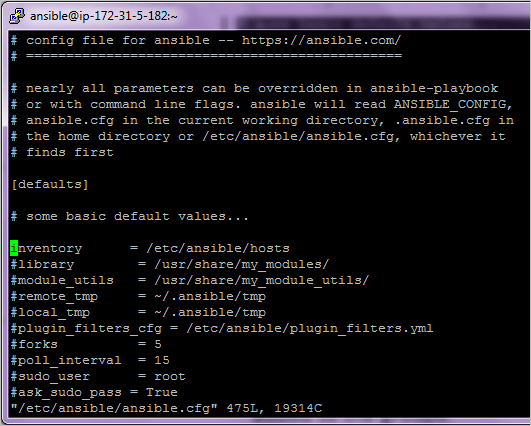 ansible@ip-172-31-5-182:~
# config file for ansible -- https://ansible.com/
# ===============================================
# nearly all parameters can be overridden in ansible-playbook
# or with command line flags. ansible will read ANSIBLE_CONFIG,
# ansible.cfg in the current working directory, .ansible.cfg in
# the home directory or /etc/ansible/ansible.cfg, whichever it
# finds first
[defaults]
# some basic default values...
inventory      = /etc/ansible/hosts
#library        = /usr/share/my_modules/
#module_utils   = /usr/share/my_module_utils/
#remote_tmp     = ~/.ansible/tmp
#local_tmp      = ~/.ansible/tmp
#plugin_filters_cfg = /etc/ansible/plugin_filters.yml
#forks          = 5
#poll_interval  = 15
#sudo_user      = root
#ask_sudo_pass = True
"/etc/ansible/ansible.cfg" 475L, 19314C